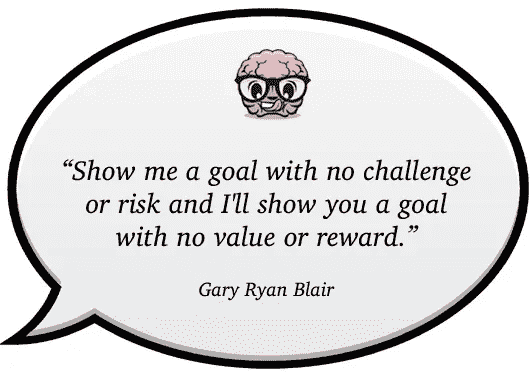 “Show me a goal with no challenge
or risk and I'll show you a goal
with no value or reward.”
Gary Ryan Blair